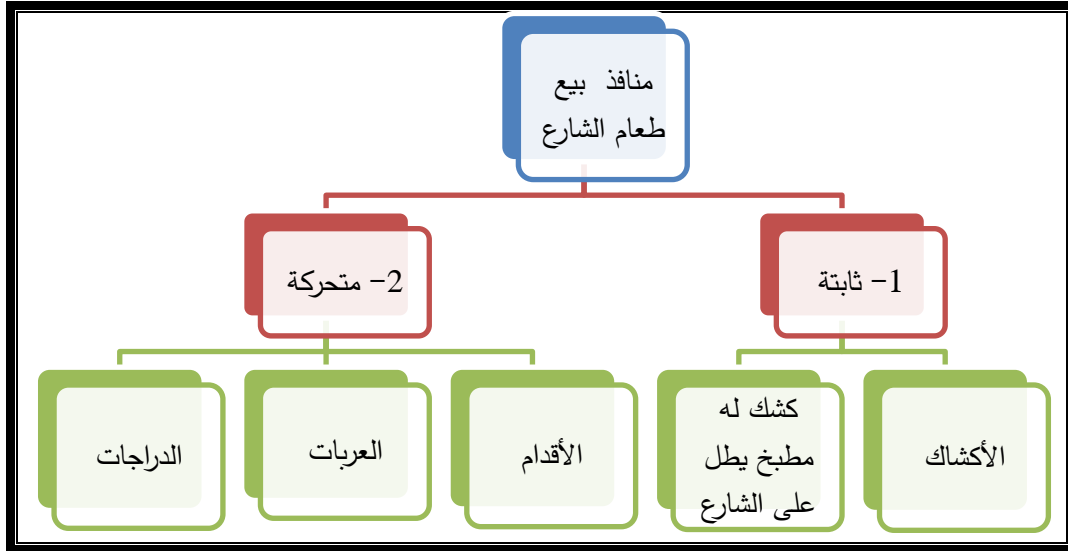 منافذ بيع
طعام الشارع
1- ثابتة
2- متحركة
الأكشاك
كشك له
مطبخ يطل
على الشارع
الأقدام
العربات
الدراجات